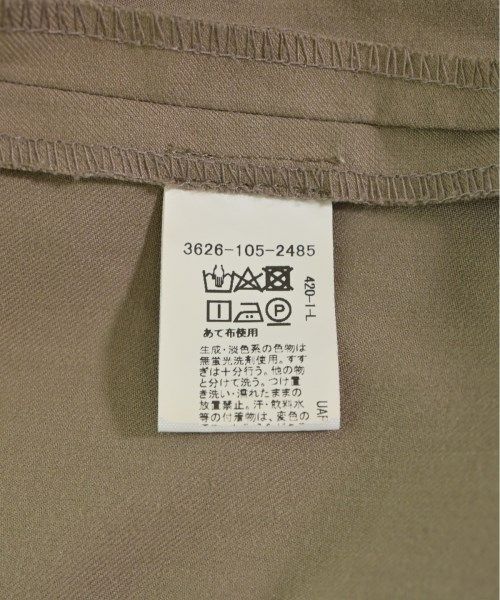 3626-105-2485
420-I-L
P
あて布使用
生成・淡色系の色物は
無蛍光洗剤使用。すす
ぎは十分行う。他の物
と分けて洗う。つけ置
き洗い・濡れたままの
放置禁止。汗・飲料水
等の付着物は、変色の
UAF